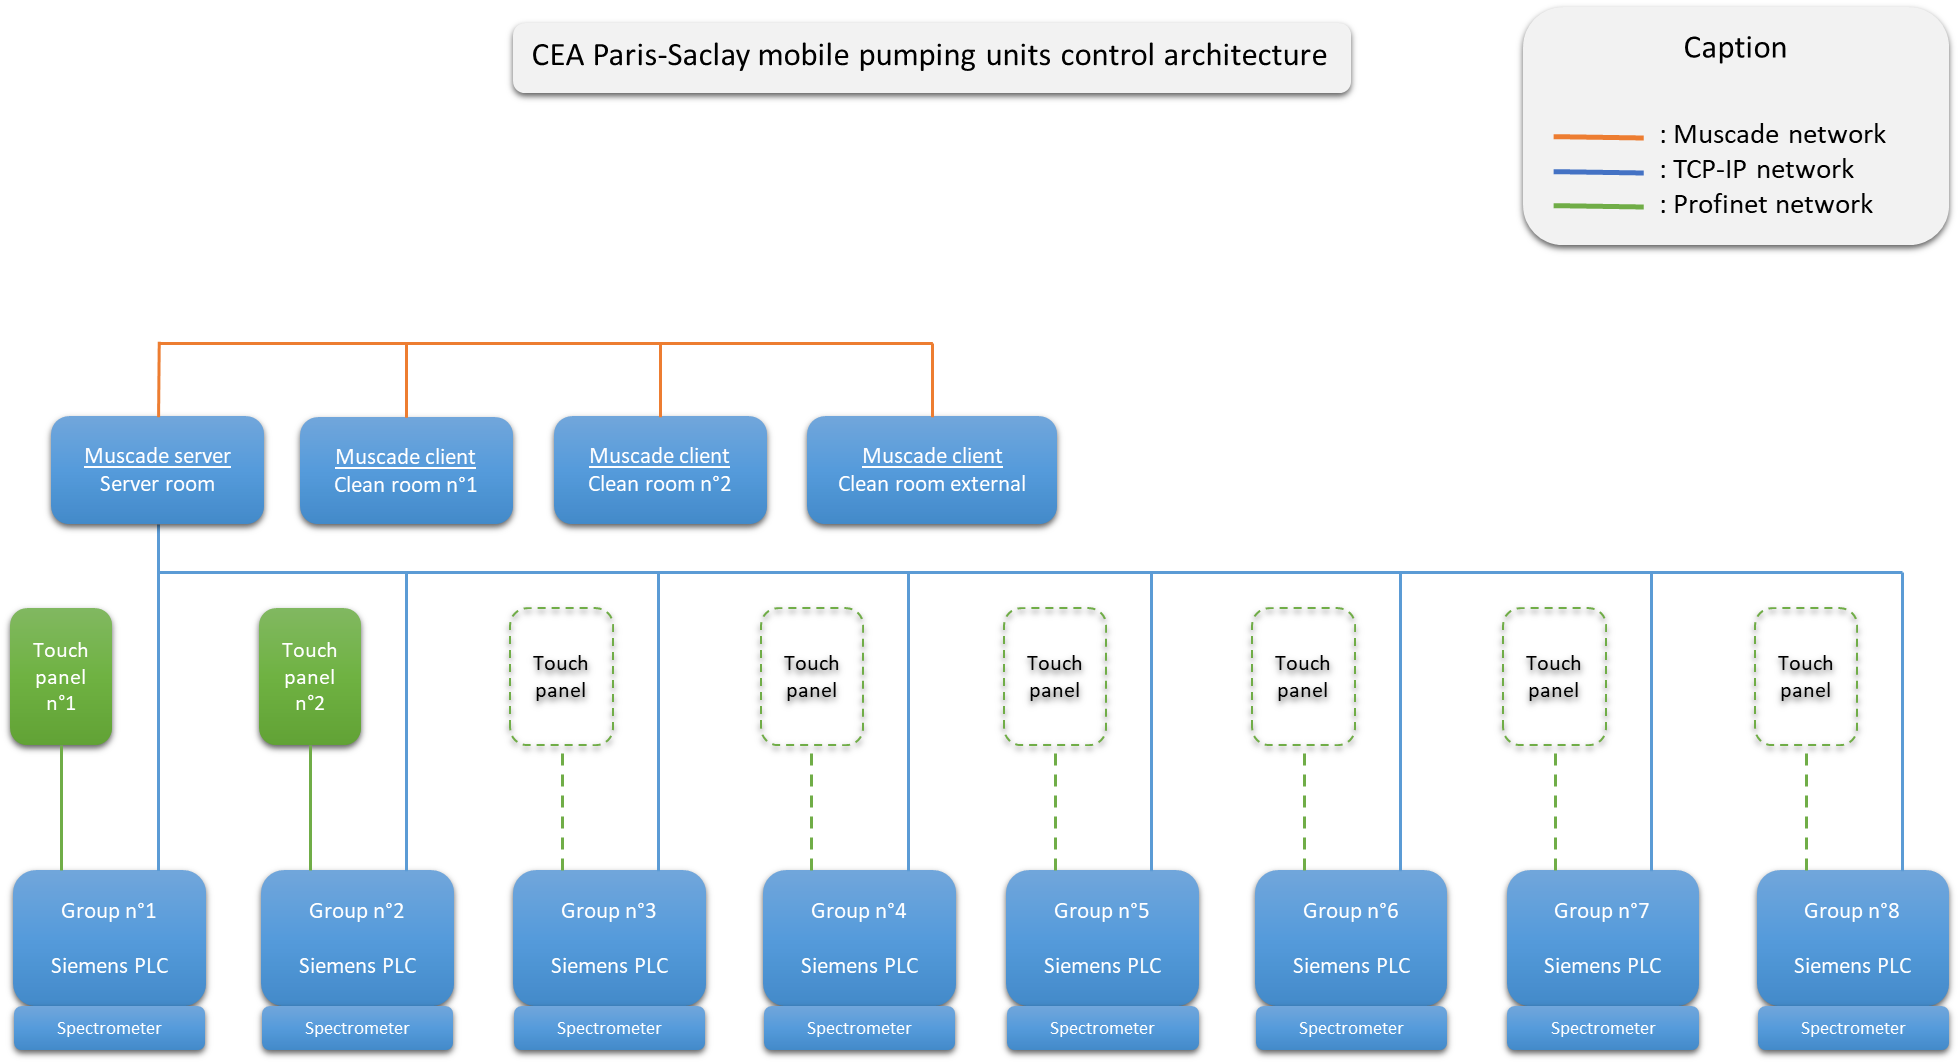 CEA Paris-Saclay mobile pumping units control architecture
Caption
: Muscade network
: TCP-IP network
: Profinet network
Muscade server
Server room
Muscade client
Clean room n°1
Muscade client
Clean room n°2
Muscade client
Clean room external
Touch
panel
n°1
Touch
panel
n°2
Touch
panel
Touch
panel
Touch
panel
Touch
panel
Touch
panel
Touch
panel
Group n°1
Siemens PLC
Spectrometer
Group n°2
Siemens PLC
Spectrometer
Group n°3
Siemens PLC
Spectrometer
Group n°4
Siemens PLC
Spectrometer
Group n°5
Siemens PLC
Spectrometer
Group n°6
Siemens PLC
Spectrometer
Group n°7
Siemens PLC
Spectrometer
Group n°8
Siemens PLC
Spectrometer